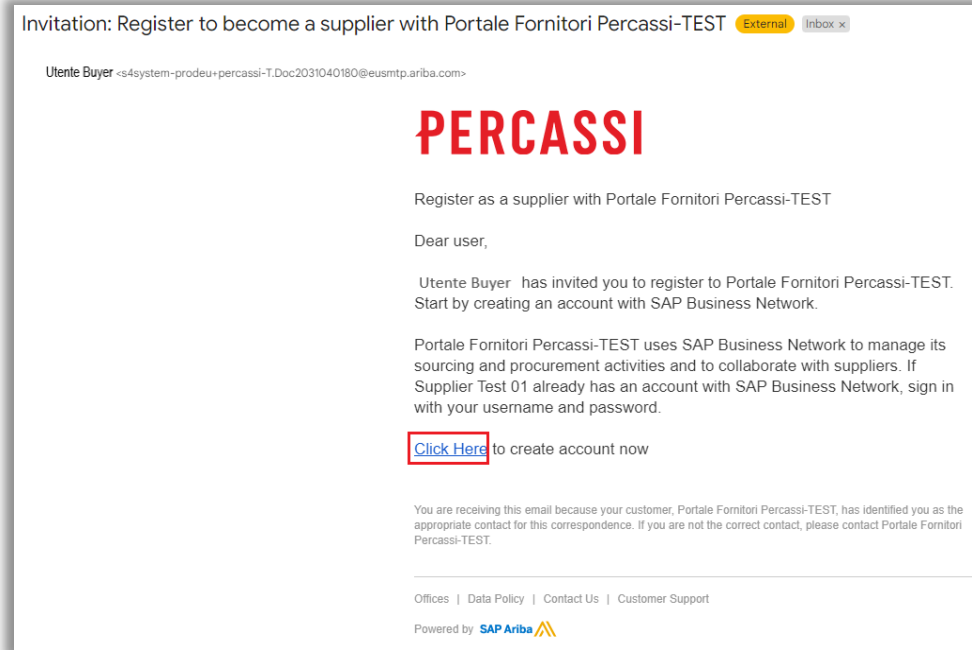 Invitation: Register to become a supplier with Portale Fornitori Percassi-TEST External Inbox ×
Utente Buyer <s4system-prodeu+percassi-T.Doc2031040180@eusmtp.ariba.com>
PERCASSI
Register as a supplier with Portale Fornitori Percassi-TEST
Dear user,
Utente Buyer has invited you to register to Portale Fornitori Percassi-TEST.
Start by creating an account with SAP Business Network.
Portale Fornitori Percassi-TEST uses SAP Business Network to manage its
sourcing and procurement activities and to collaborate with suppliers. If
Supplier Test 01 already has an account with SAP Business Network, sign in
with your username and password.
Click Here to create account now
You are receiving this email because your customer, Portale Fornitori Percassi-TEST, has identified you as the
appropriate contact for this correspondence. If you are not the correct contact, please contact Portale Fornitori
Percassi-TEST.
Offices | Data Policy | Contact Us | Customer Support
Powered by SAP Ariba